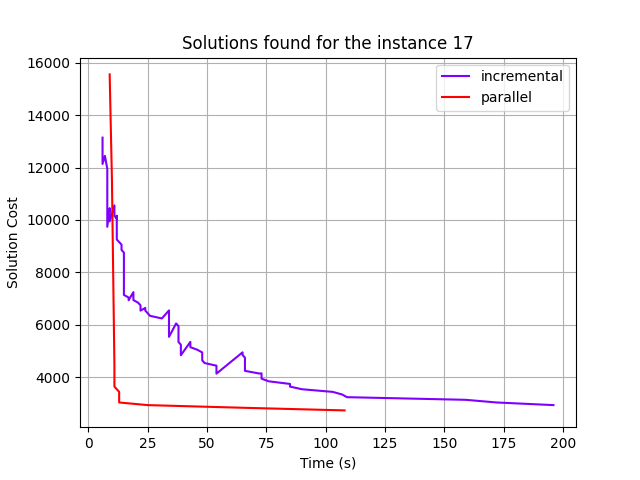 Solutions found for the instance 17
incremental
parallel
16000
14000
12000
10000
8000
6000
4000
Solution Cost
0 25 50 75 100 125 150 175 200
Time (s)